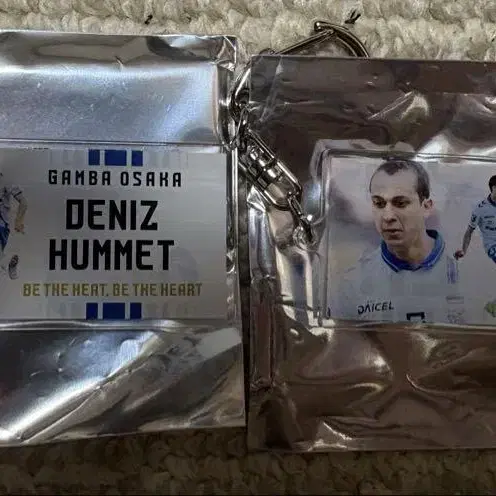 GAMBA OSAKA
DENIZ
HUMMET
BE THE HEAT, BE THE HEART
DAICEL